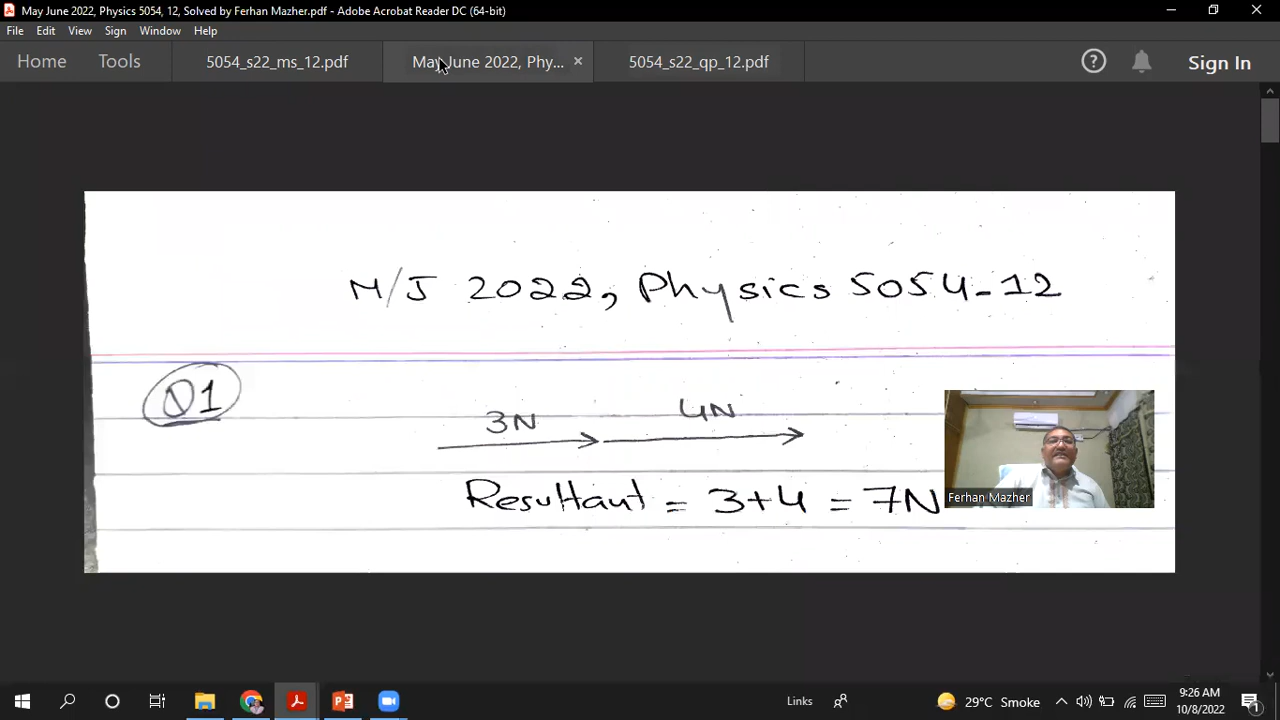 May June 2022, Physics 5054, 12, Solved by Ferhan Mazher.pdf - Adobe Acrobat Reader DC (64-bit)
File Edit View Sign Window Help
Home Tools 5054_s22_ms_12.pdf May June 2022, Phy... × 5054_s22_qp_12.pdf ? Sign In
M/J 2022, Physics 5054-12
Q1
3N 4N
Resultant = 3+4 = 7N
Ferhan Mazher
Links 29°C Smoke 9:26 AM
10/8/2022
1